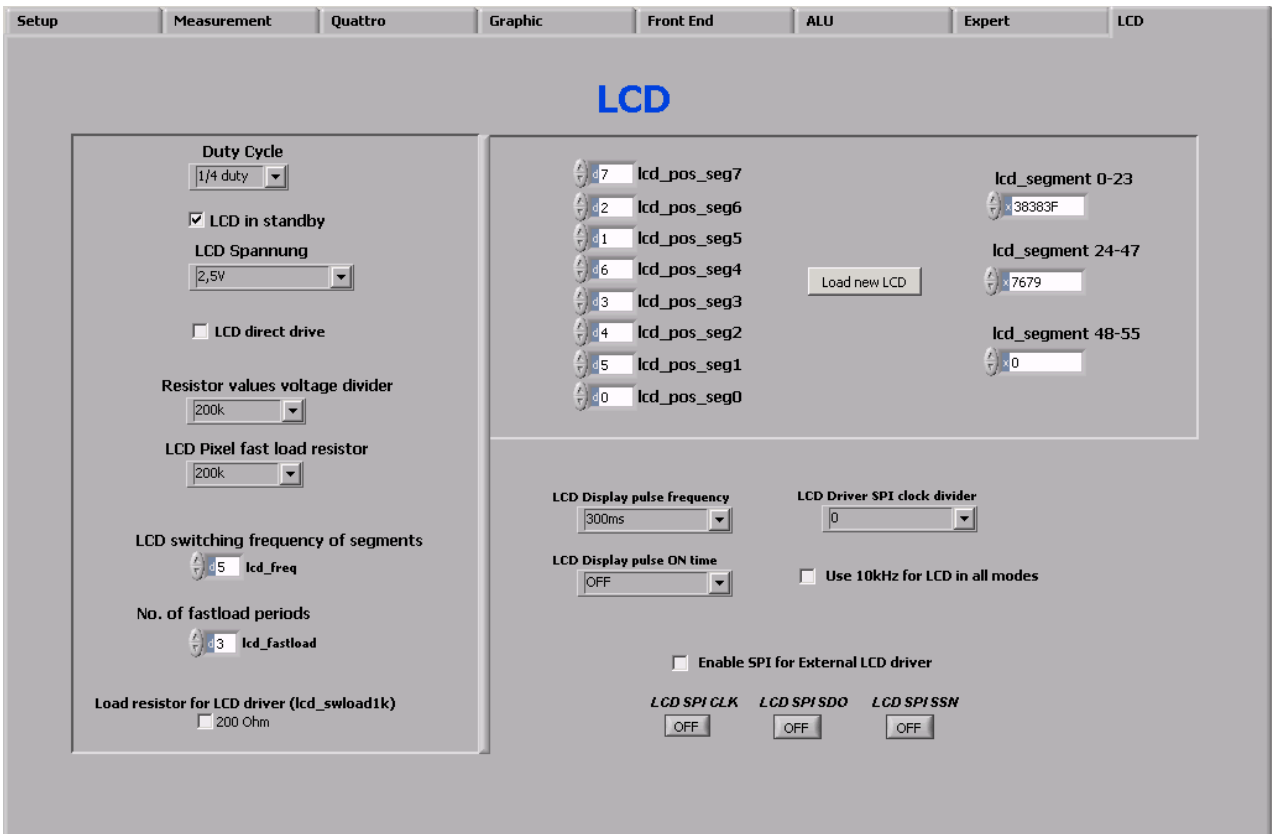 Setup Measurement Quattro Graphic Front End ALU Expert LCD
LCD
Duty Cycle
1/4 duty
LCD in standby
LCD Spannung
2,5V
LCD direct drive
Resistor values voltage divider
200k
LCD Pixel fast load resistor
200k
LCD switching frequency of segments
d 5 lcd_freq
No. of fastload periods
d 3 lcd_fastload
Load resistor for LCD driver (lcd_swload1k)
200 Ohm
d 7 lcd_pos_seg7
d 2 lcd_pos_seg6
d 1 lcd_pos_seg5
d 6 lcd_pos_seg4
d 3 lcd_pos_seg3
d 4 lcd_pos_seg2
d 5 lcd_pos_seg1
d 0 lcd_pos_seg0
Load new LCD
lcd_segment 0-23
x 38383F
lcd_segment 24-47
x 7679
lcd_segment 48-55
x 0
LCD Display pulse frequency
300ms
LCD Driver SPI clock divider
0
LCD Display pulse ON time
OFF
Use 10kHz for LCD in all modes
Enable SPI for External LCD driver
LCD SPI CLK LCD SPI SDO LCD SPI SSN
OFF OFF OFF